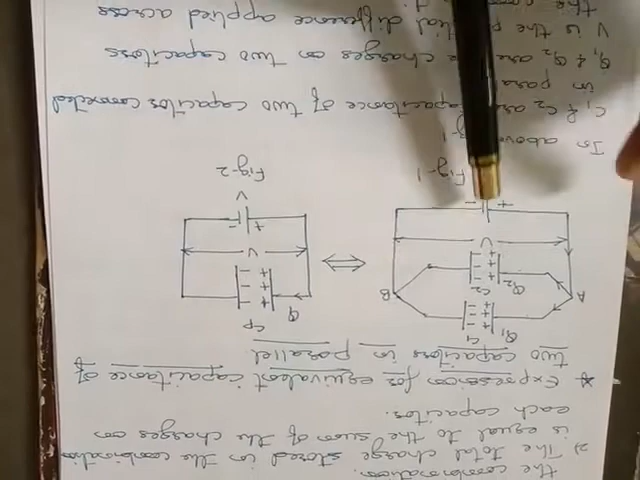 the combination.
2) The total charge stored in the combination
is equal to the sum of the charges on
each capacitor.
* Expression for equivalent capacitance of
two capacitors in parallel
Q1 C1
A Q2 C2 B
V
+ -
Fig-1
Q Cp
V
+ -
V
Fig-2
In above
C1 & C2 are capacitance of two capacitors connected
in para
Q1 & Q2 are charges on two capacitors
V is the potential difference applied across
the